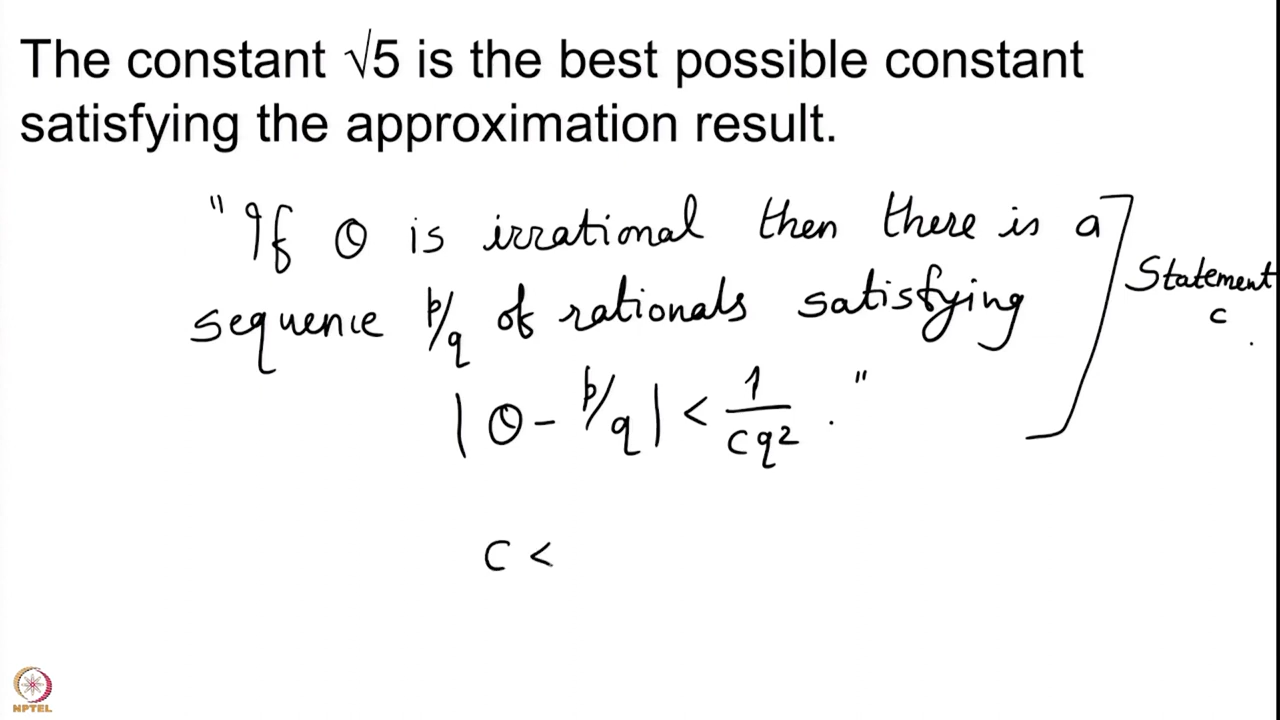 The constant √5 is the best possible constant
satisfying the approximation result.
"If θ is irrational then there is a
sequence p/q of rationals satisfying
|θ - p/q| < 1/cq². "
Statement
c
c <
NPTEL